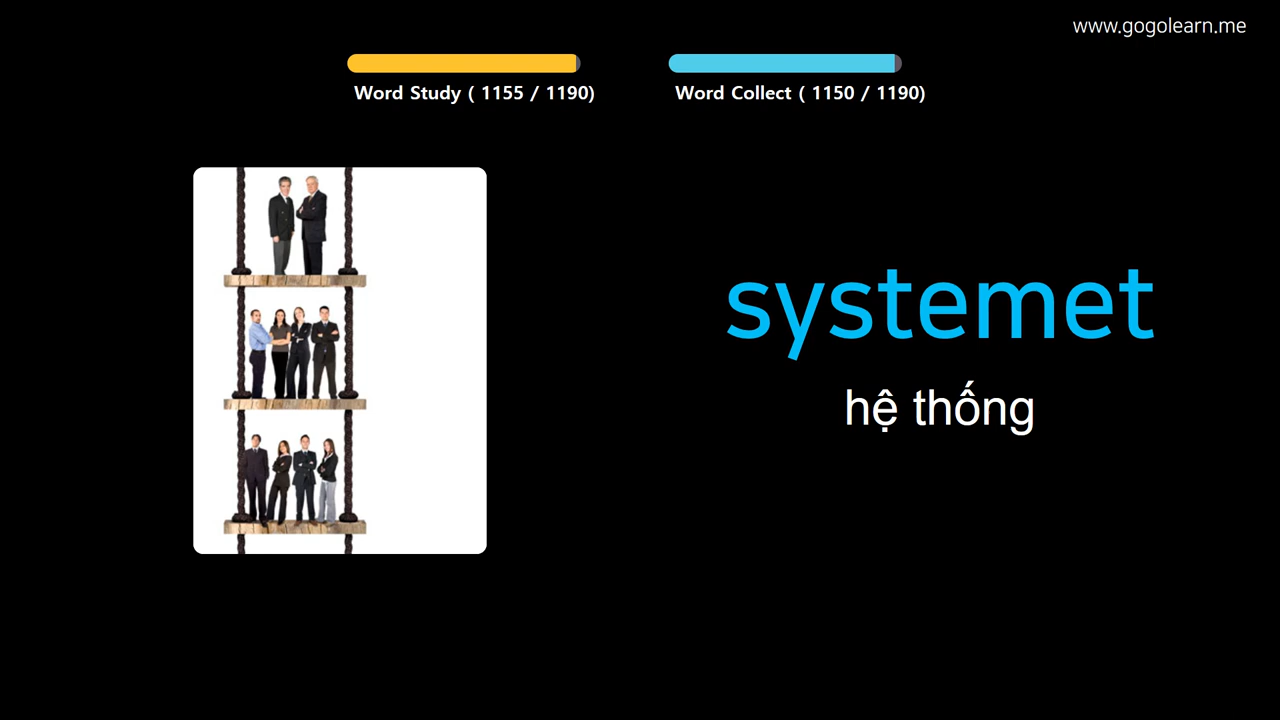 www.gogolearn.me
Word Study ( 1155 / 1190)
Word Collect ( 1150 / 1190)
systemet
hệ thống